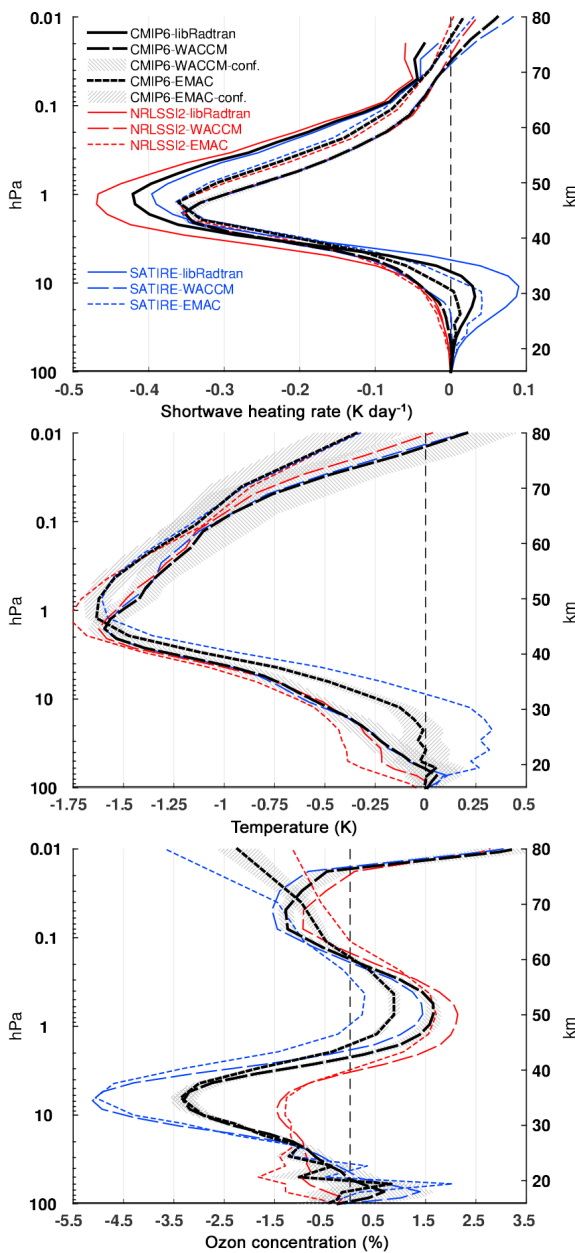 80
CMIP6-libRadtran
CMIP6-WACCM
CMIP6-WACCM-conf.
CMIP6-EMAC
CMIP6-EMAC-conf.
NRLSSI2-libRadtran
NRLSSI2-WACCM
NRLSSI2-EMAC
SATIRE-libRadtran
SATIRE-WACCM
SATIRE-EMAC
0.01
0.1
1
10
100
hPa
70
60
50
40
30
20
km
-0.5 -0.4 -0.3 -0.2 -0.1 0 0.1
Shortwave heating rate (K day-1)
0.01
0.1
1
10
100
hPa
80
70
60
50
40
30
20
km
-1.75 -1.5 -1.25 -1 -0.75 -0.5 -0.25 0 0.25 0.5
Temperature (K)
0.01
0.1
1
10
100
hPa
80
70
60
50
40
30
20
km
-5.5 -4.5 -3.5 -2.5 -1.5 -0.5 0.5 1.5 2.5 3.5
Ozon concentration (%)